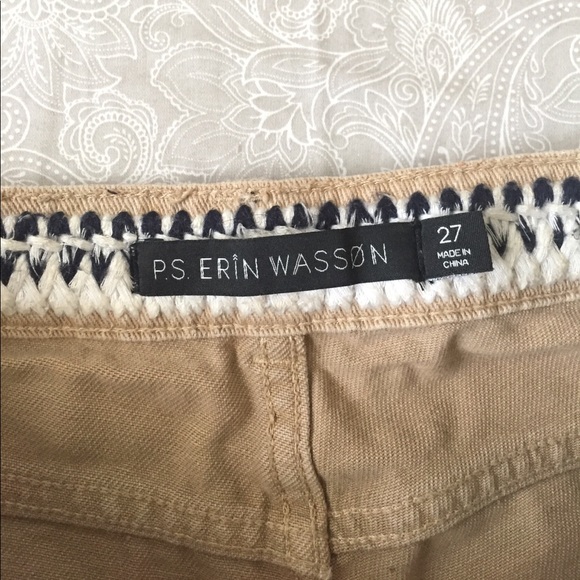 P.S. ERÎN WASSØN
27
MADE IN
CHINA